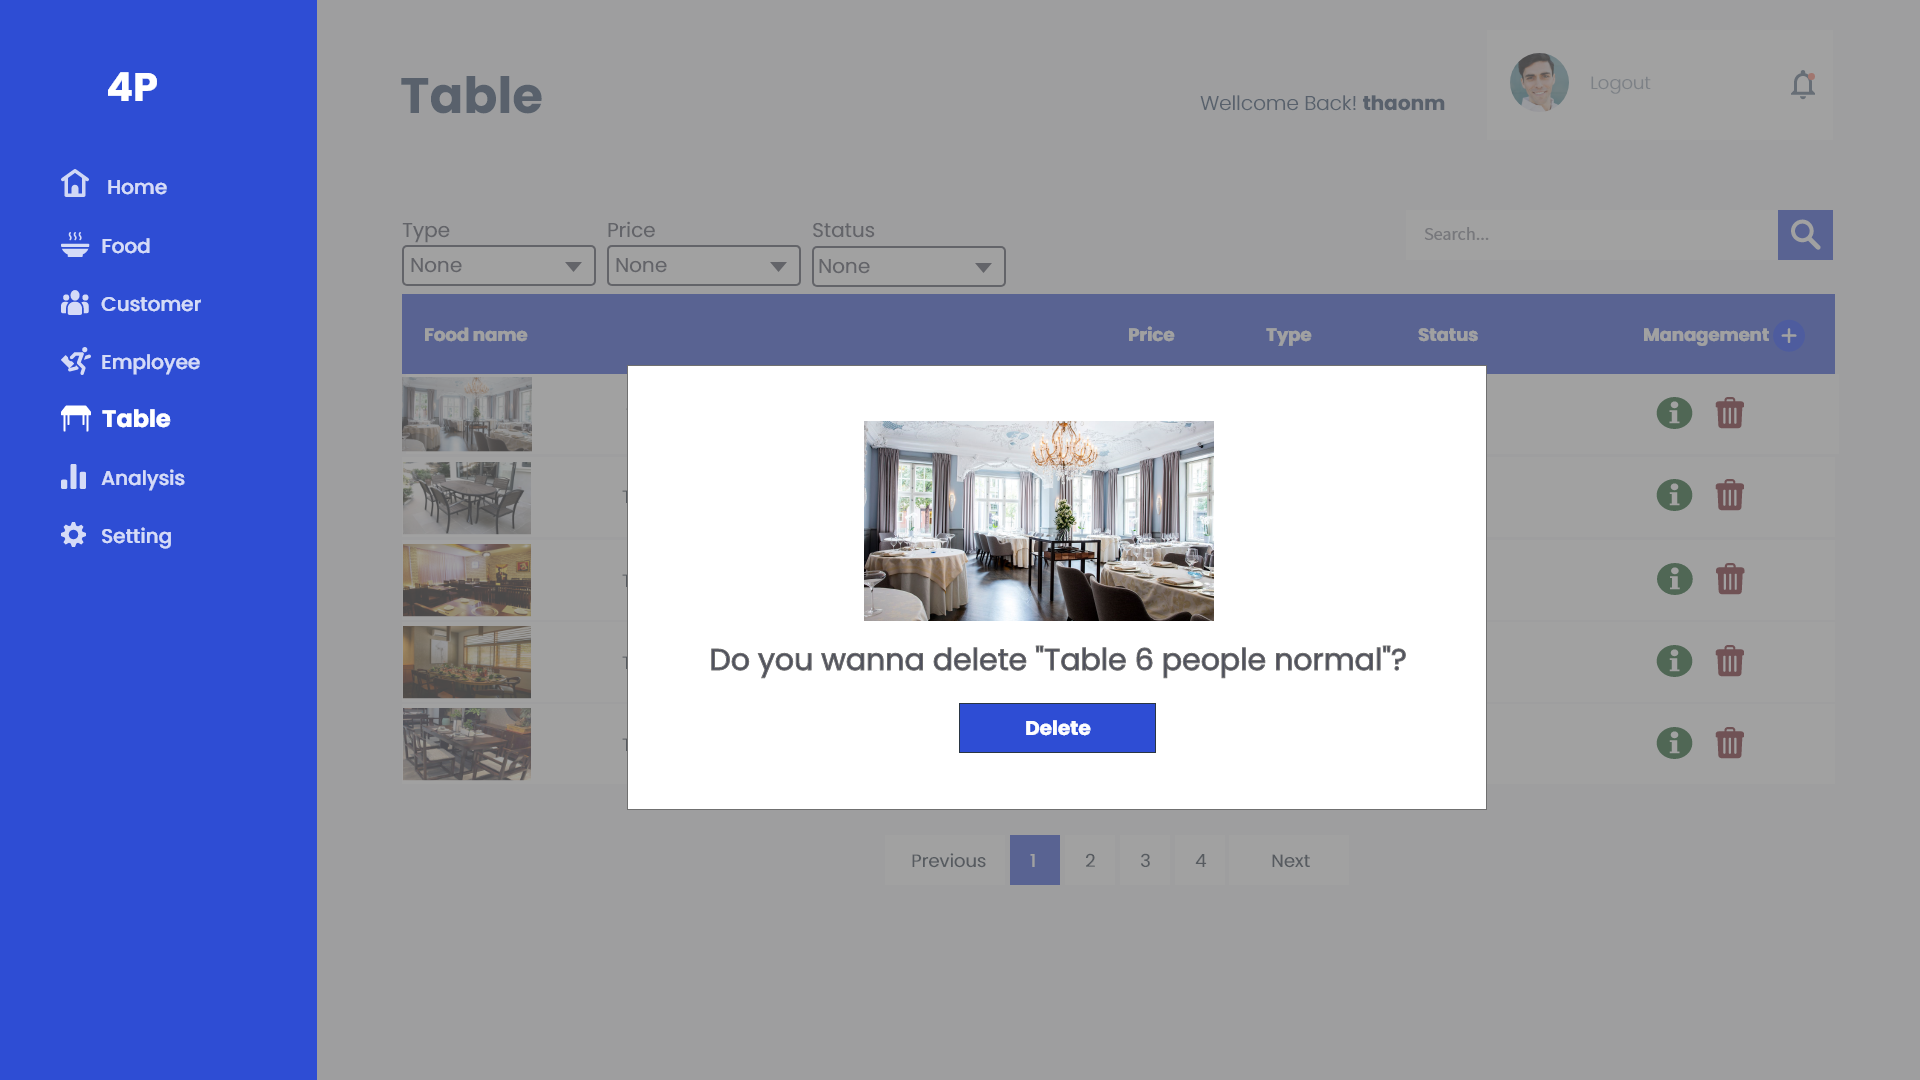 4P
Home
Food
Customer
Employee
Table
Analysis
Setting
Table
Wellcome Back! thaonm
Logout
Type
Price
Status
None
None
None
Search...
Food name
Price
Type
Status
Management
Do you wanna delete "Table 6 people normal"?
Delete
Previous
1
2
3
4
Next